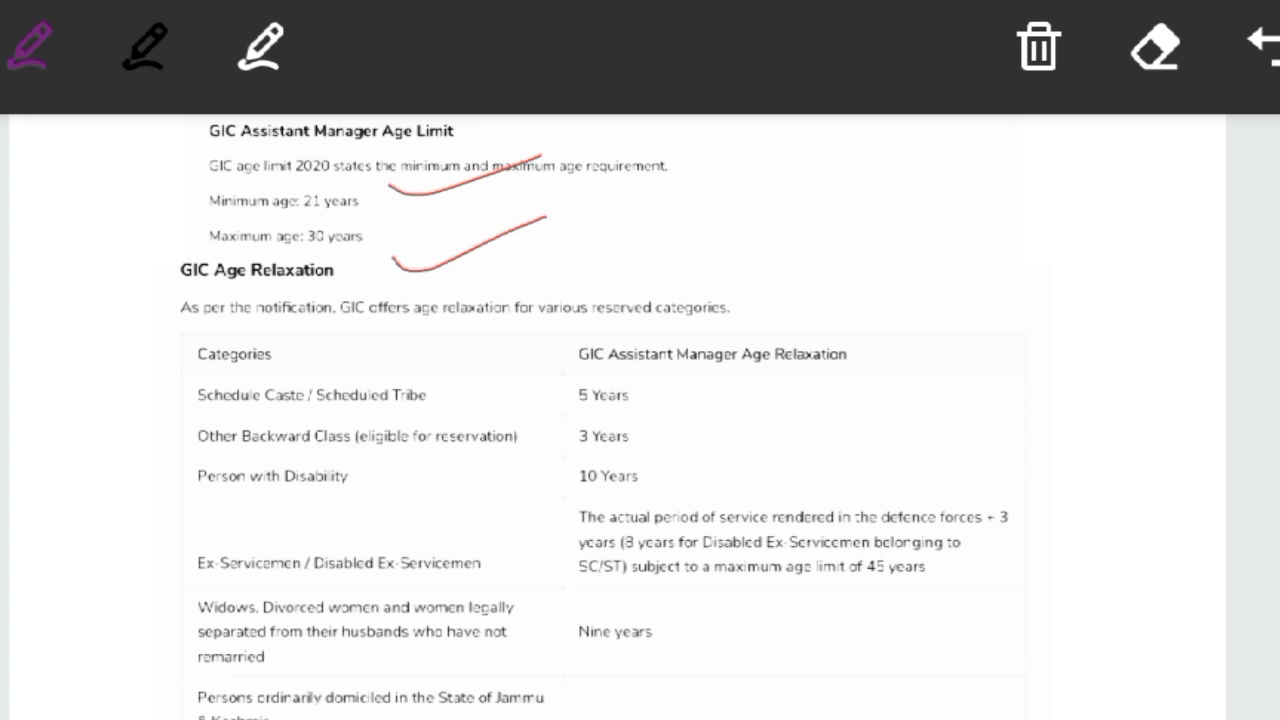 GIC Assistant Manager Age Limit
GIC age limit 2020 states the minimum and maximum age requirement.
Minimum age: 21 years
Maximum age: 30 years
GIC Age Relaxation
As per the notification, GIC offers age relaxation for various reserved categories.
Categories GIC Assistant Manager Age Relaxation
Schedule Caste / Scheduled Tribe 5 Years
Other Backward Class (eligible for reservation) 3 Years
Person with Disability 10 Years
The actual period of service rendered in the defence forces + 3
years (8 years for Disabled Ex-Servicemen belonging to
Ex-Servicemen / Disabled Ex-Servicemen SC/ST) subject to a maximum age limit of 45 years
Widows, Divorced women and women legally
separated from their husbands who have not Nine years
remarried
Persons ordinarily domiciled in the State of Jammu